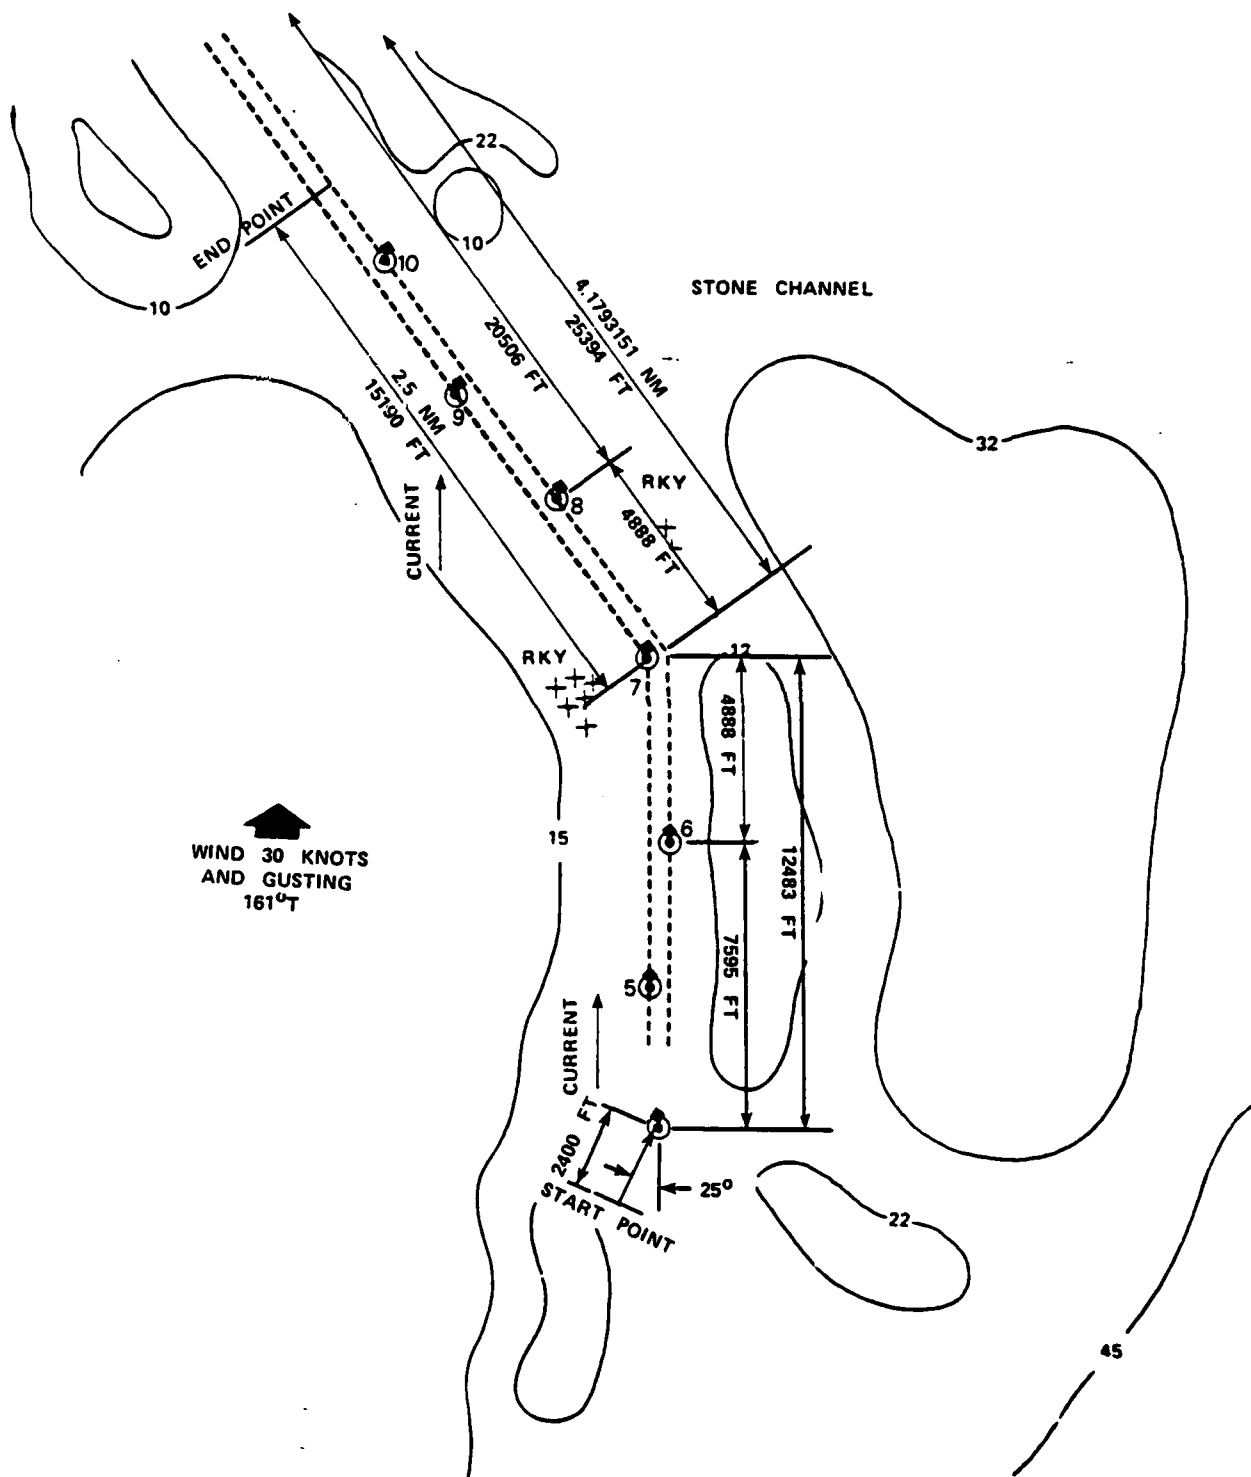 22
10
10
END POINT
10
STONE CHANNEL
4.1793151 NM
25394 FT
20506 FT
2.5 NM
15190 FT
9
32
RKY
8
4888 FT
CURRENT
RKY
12
7
4888 FT
6
15
WIND 30 KNOTS
AND GUSTING
161°T
12483 FT
7595 FT
5
CURRENT
2400 FT
25°
START POINT
22
45